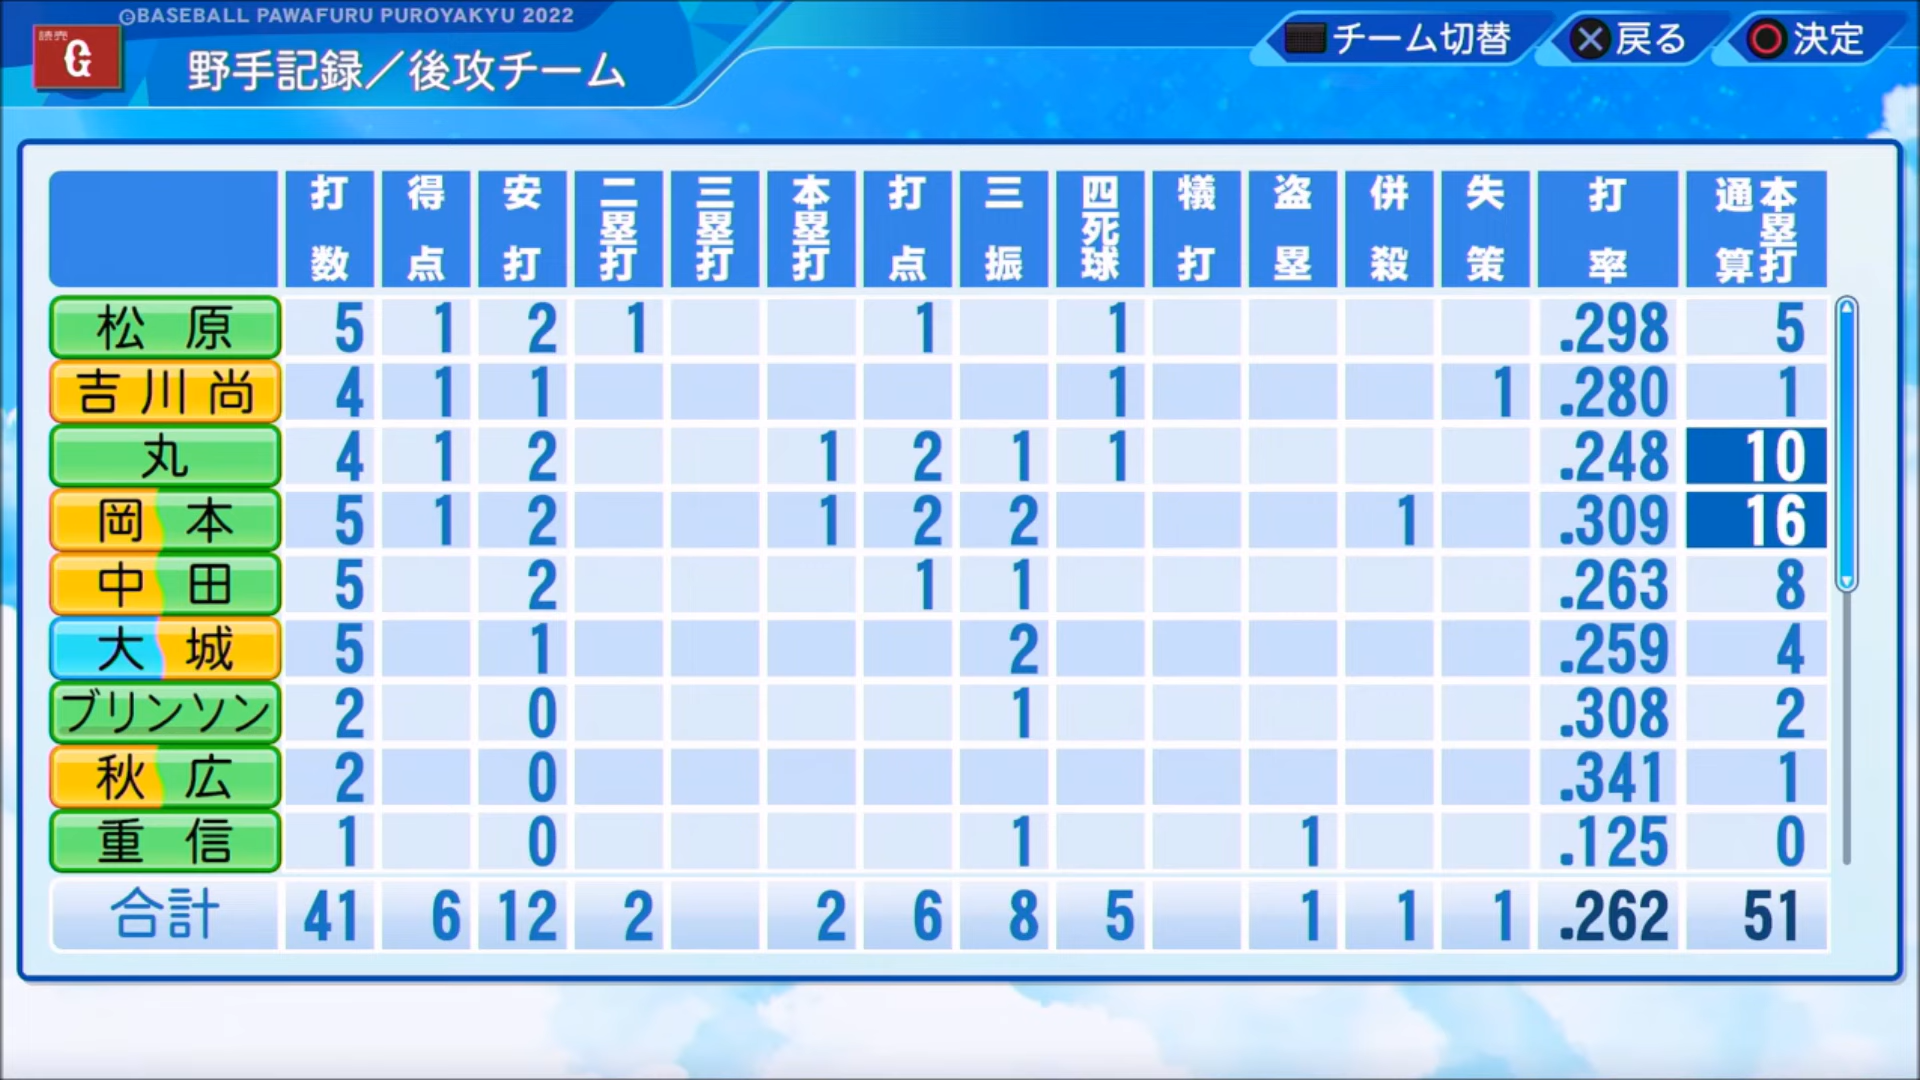 ©BASEBALL PAWAFURU PUROYAKYU 2022
読売
G
野手記録／後攻チーム
チーム切替 戻る 決定
打数 得点 安打 二塁打 三塁打 本塁打 打点 三振 四死球 犠打 盗塁 併殺 失策 打率 通算本塁打
松原 5 1 2 1 1 1 .298 5
吉川尚 4 1 1 1 1 .280 1
丸 4 1 2 1 2 1 1 .248 10
岡本 5 1 2 1 2 2 1 .309 16
中田 5 2 1 1 .263 8
大城 5 1 2 .259 4
ブリンソン 2 0 1 .308 2
秋広 2 0 .341 1
重信 1 0 1 1 .125 0
合計 41 6 12 2 2 6 8 5 1 1 1 .262 51